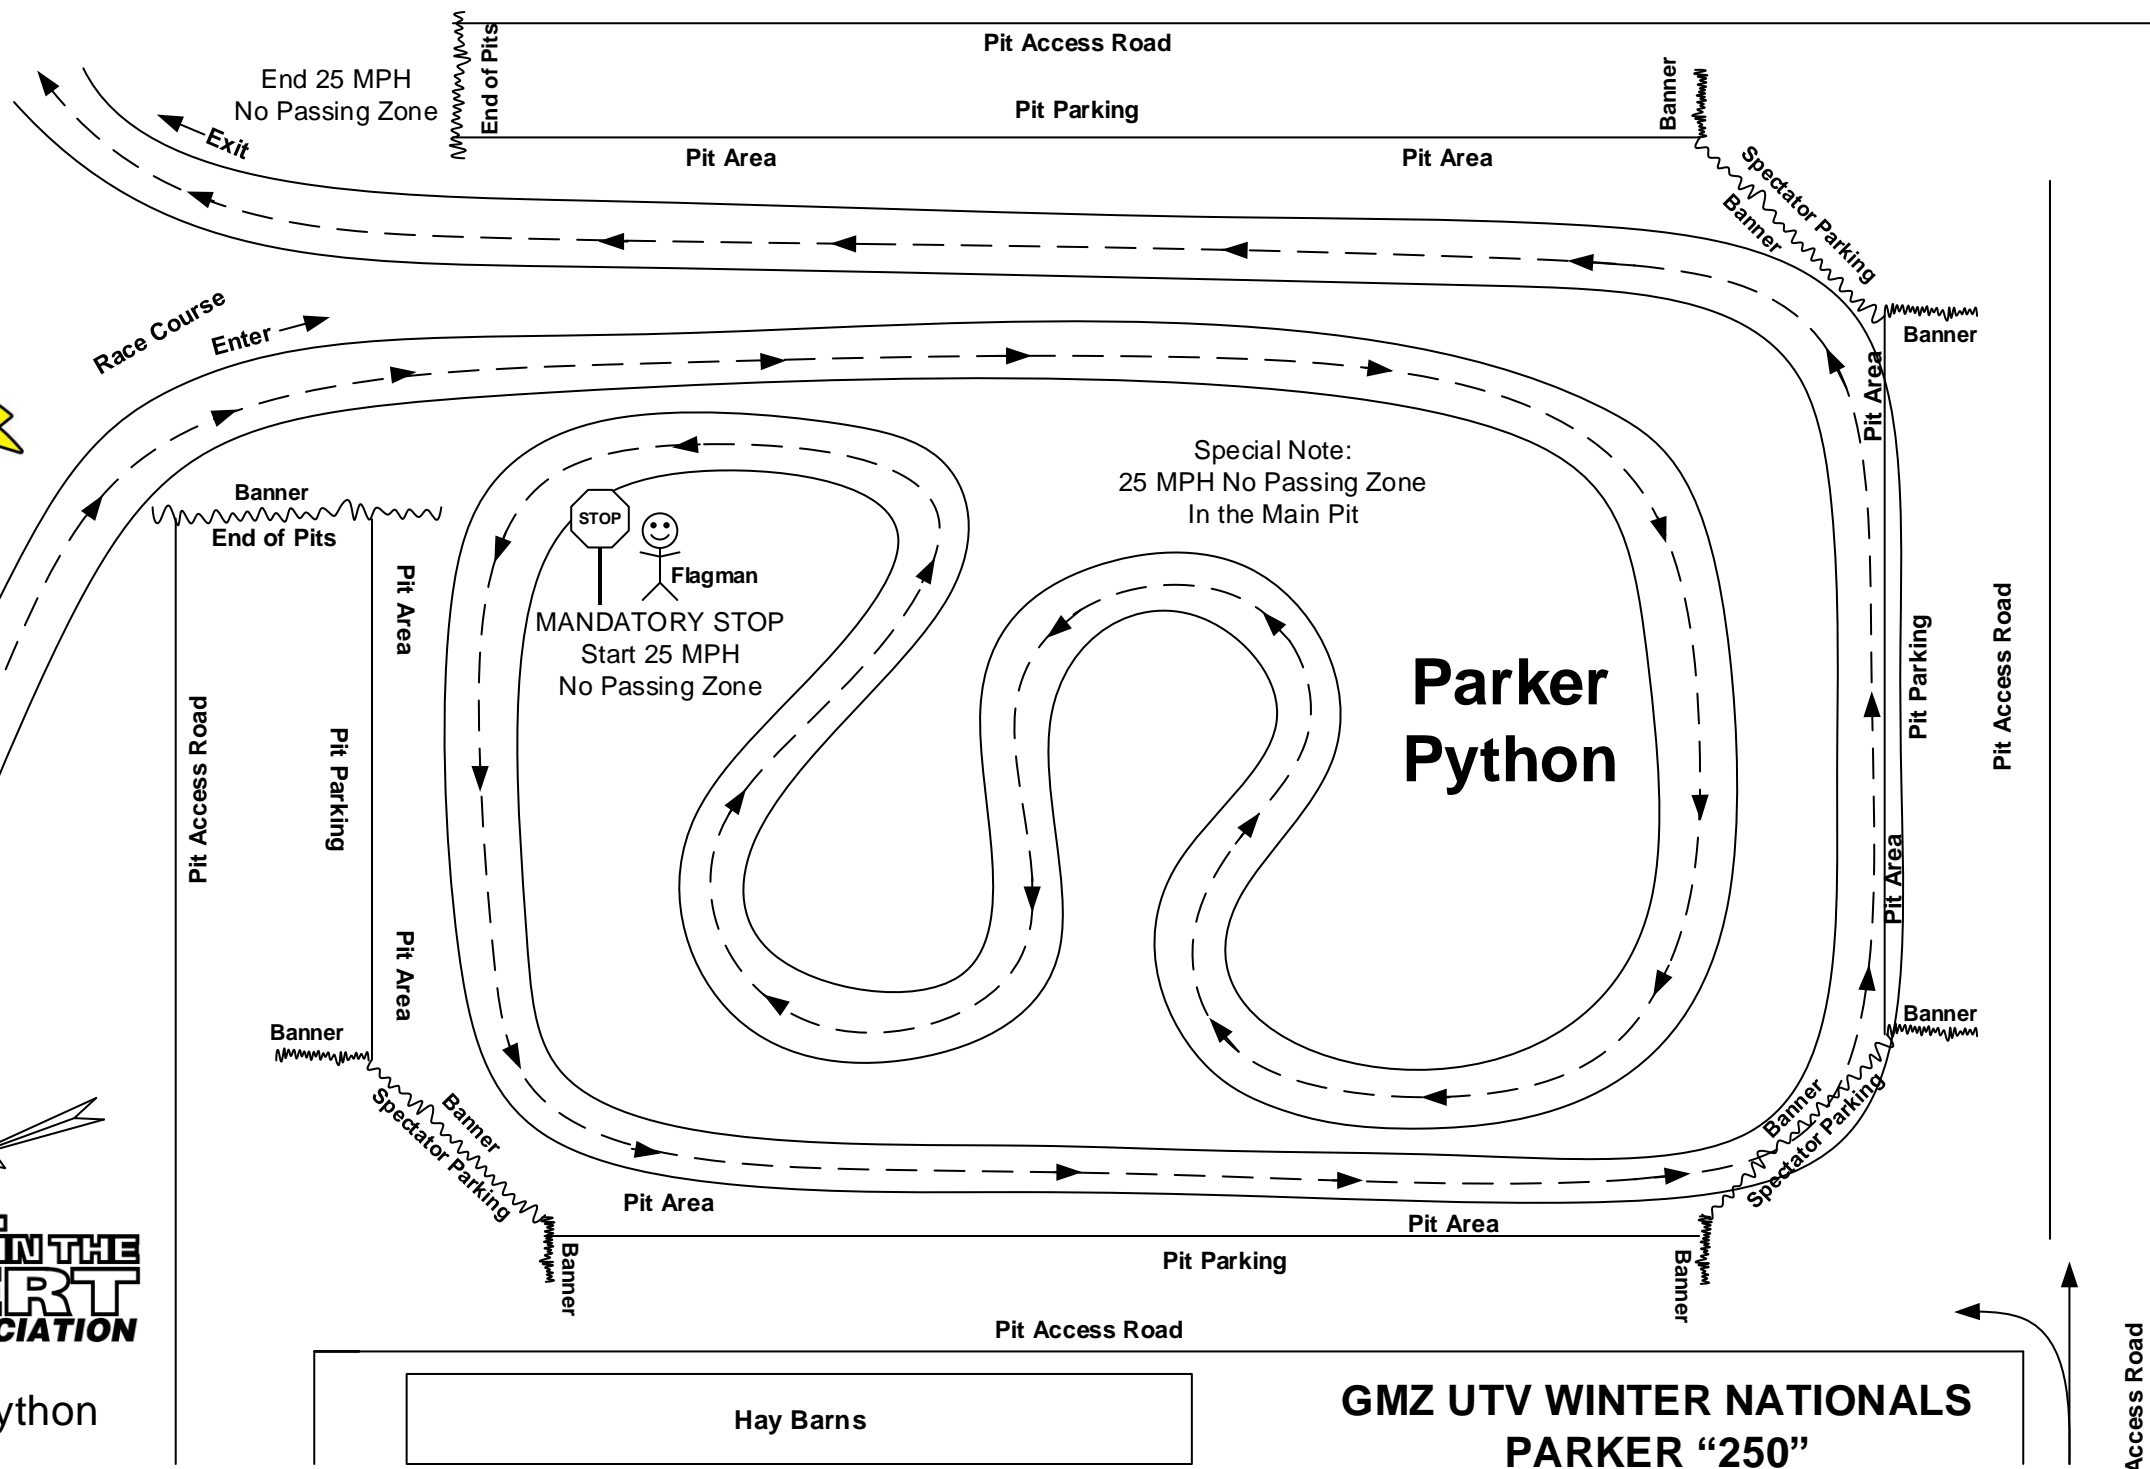 Pit Access Road
End of Pits
End 25 MPH
No Passing Zone
Exit
Pit Parking
Banner
Pit Area
Pit Area
Spectator Parking
Banner
Banner
Race Course
Enter
Pit Area
Special Note:
25 MPH No Passing Zone
In the Main Pit
Banner
End of Pits
STOP
Flagman
MANDATORY STOP
Start 25 MPH
No Passing Zone
Pit Area
Pit Parking
Pit Access Road
Pit Area
Parker
Python
Pit Parking
Pit Access Road
Pit Area
Banner
Banner
Banner
Spectator Parking
Banner
Spectator Parking
Pit Area
Pit Area
Banner
Pit Parking
Banner
Pit Access Road
Access Road
IN THE
ERT
CIATION
ython
Hay Barns
GMZ UTV WINTER NATIONALS
PARKER “250”